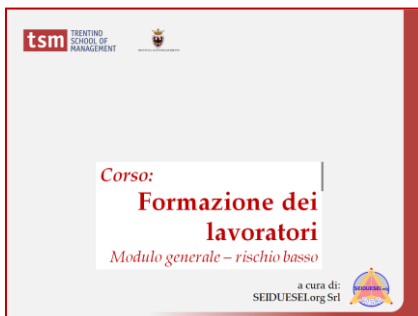 tsm TRENTINO
SCHOOL OF
MANAGEMENT
Corso:
Formazione dei
lavoratori
Modulo generale – rischio basso
a cura di:
SEIDUESEI.org Srl